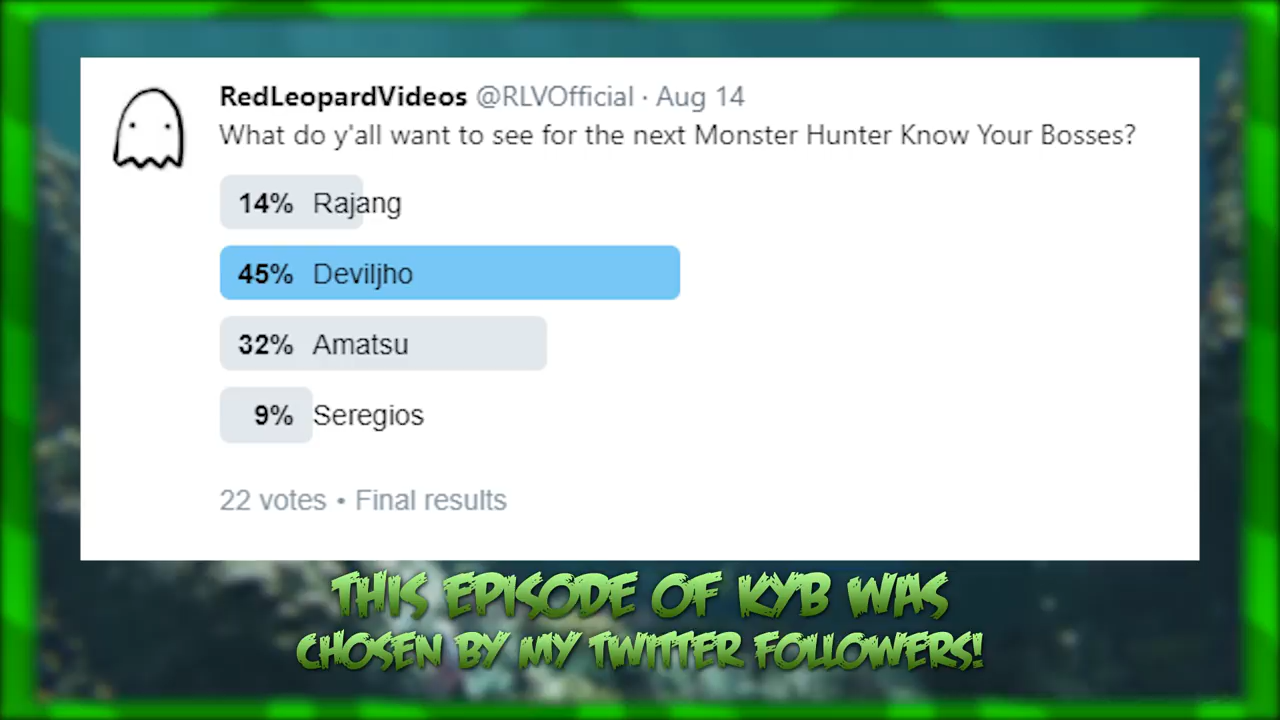 RedLeopardVideos @RLVOfficial · Aug 14
What do y'all want to see for the next Monster Hunter Know Your Bosses?
14% Rajang
45% Deviljho
32% Amatsu
9% Seregios
22 votes • Final results
THIS EPISODE OF KYB WAS
CHOSEN BY MY TWITTER FOLLOWERS!